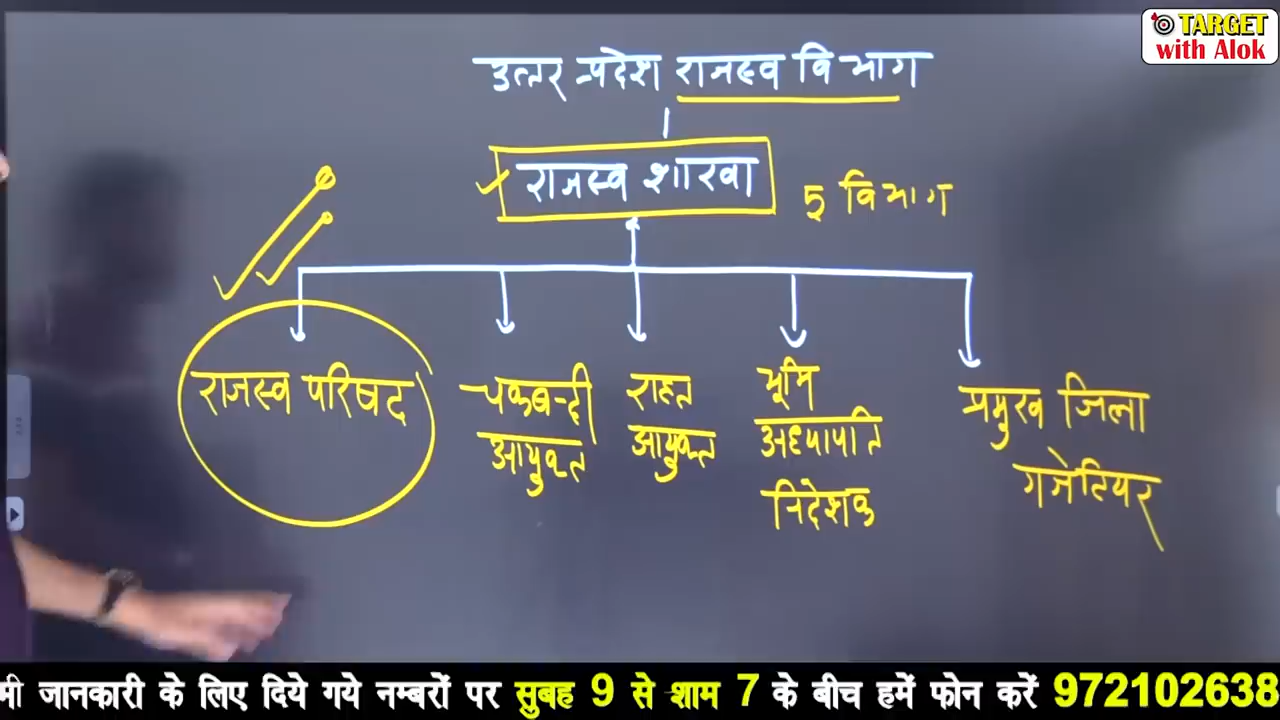 TARGET
with Alok
उत्तर प्रदेश राजस्व विभाग
राजस्व शाखा
5 विभाग
राजस्व परिषद
चकबन्दी
आयुक्त
राहत
आयुक्त
भूमि
अध्यापति
निदेशक
प्रमुख जिला
गजेटियर
मी जानकारी के लिए दिये गये नम्बरों पर सुबह 9 से शाम 7 के बीच हमें फोन करें 972102638